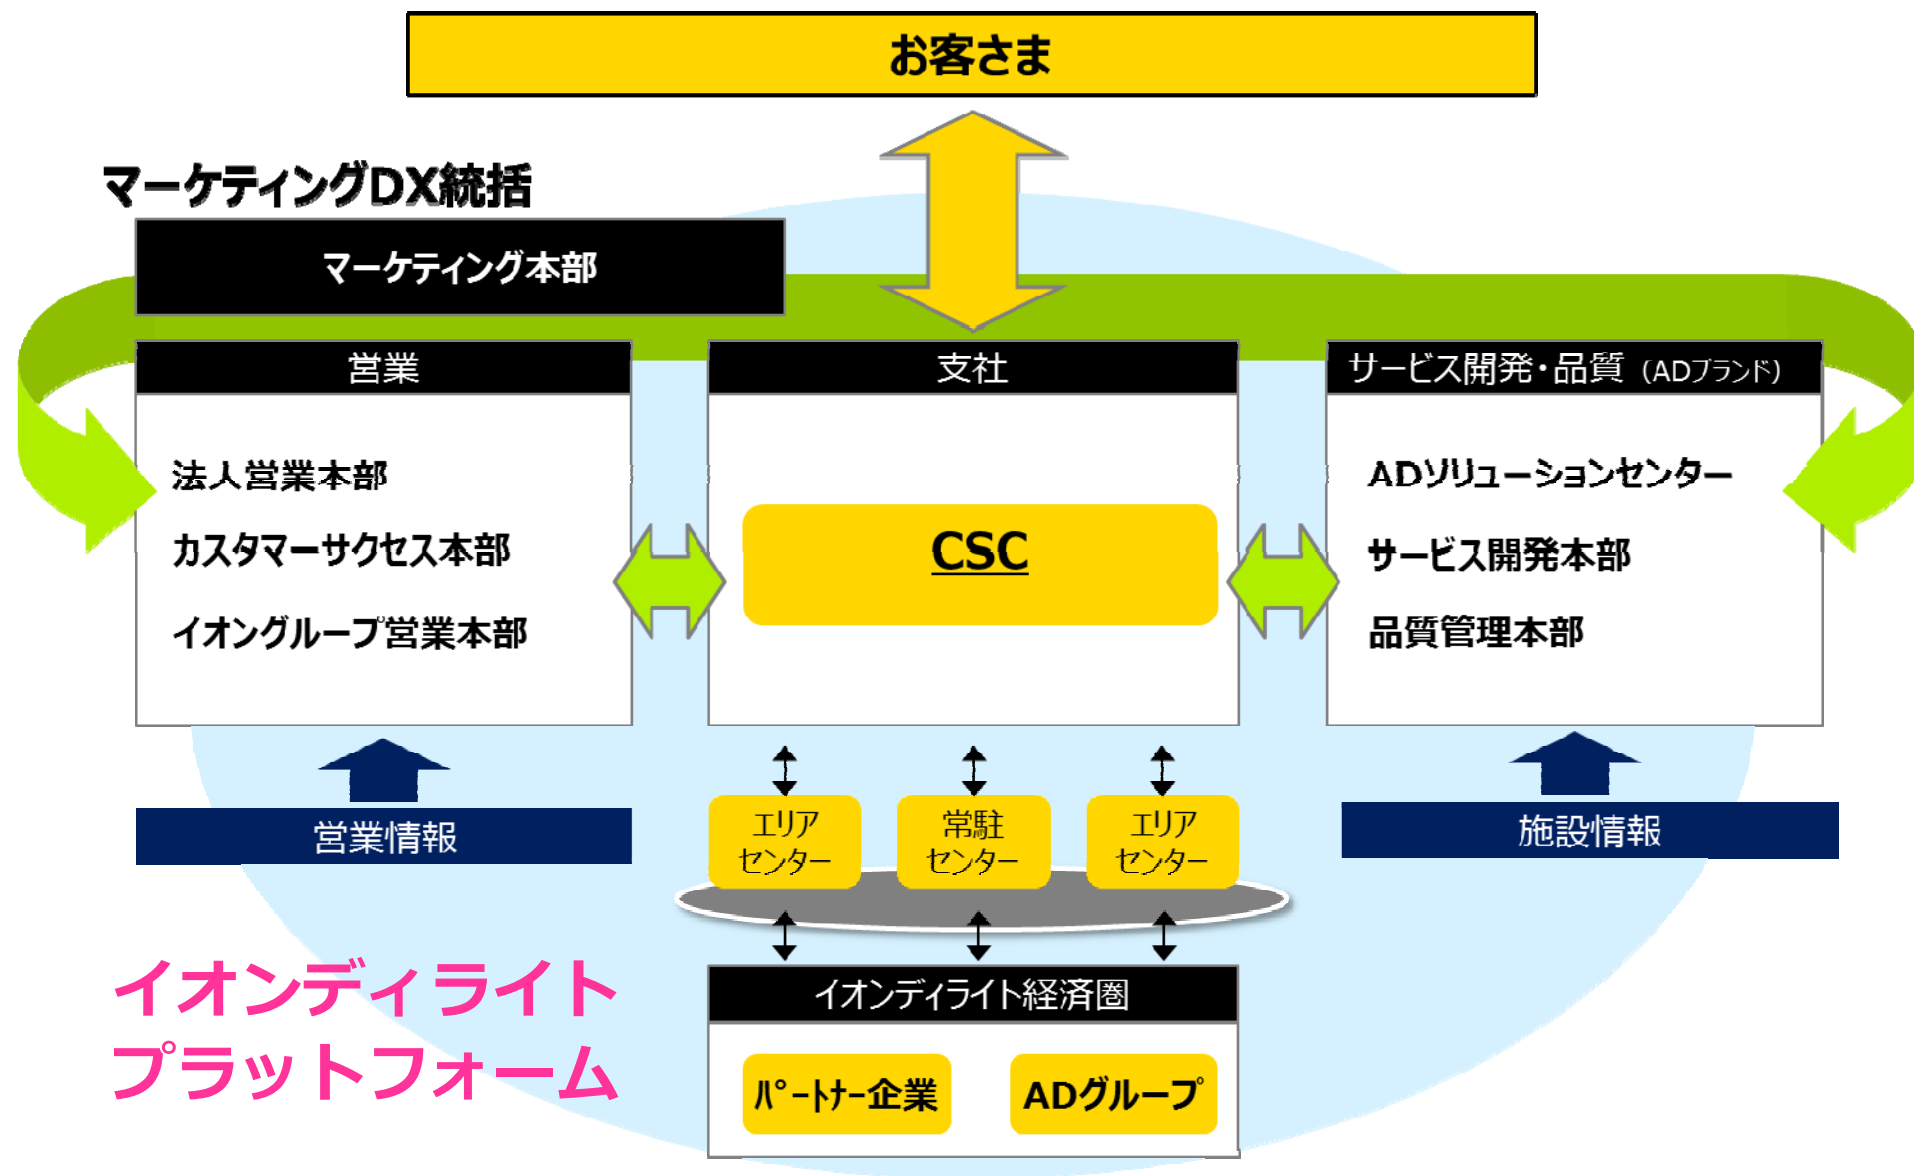 お客さま
マーケティングDX統括
マーケティング本部
営業
支社
サービス開発・品質（ADブランド）
法人営業本部
カスタマーサクセス本部
イオングループ営業本部
CSC
ADソリューションセンター
サービス開発本部
品質管理本部
営業情報
エリア
センター
常駐
センター
エリア
センター
施設情報
イオンディライト
プラットフォーム
イオンディライト経済圏
パートナー企業
ADグループ